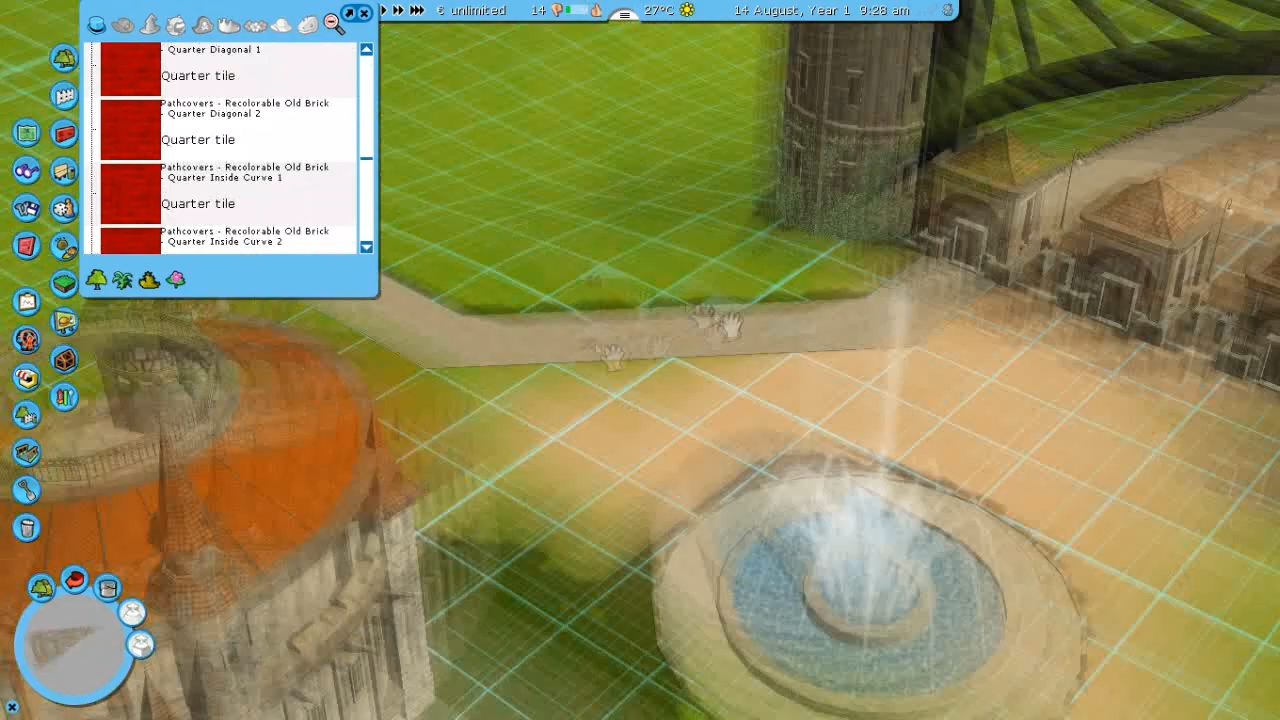 € unlimited
14
27°C
14 August, Year 1 9:28 am
- Quarter Diagonal 1
Quarter tile
Pathcovers - Recolorable Old Brick
- Quarter Diagonal 2
Quarter tile
Pathcovers - Recolorable Old Brick
- Quarter Inside Curve 1
Quarter tile
Pathcovers - Recolorable Old Brick
- Quarter Inside Curve 2